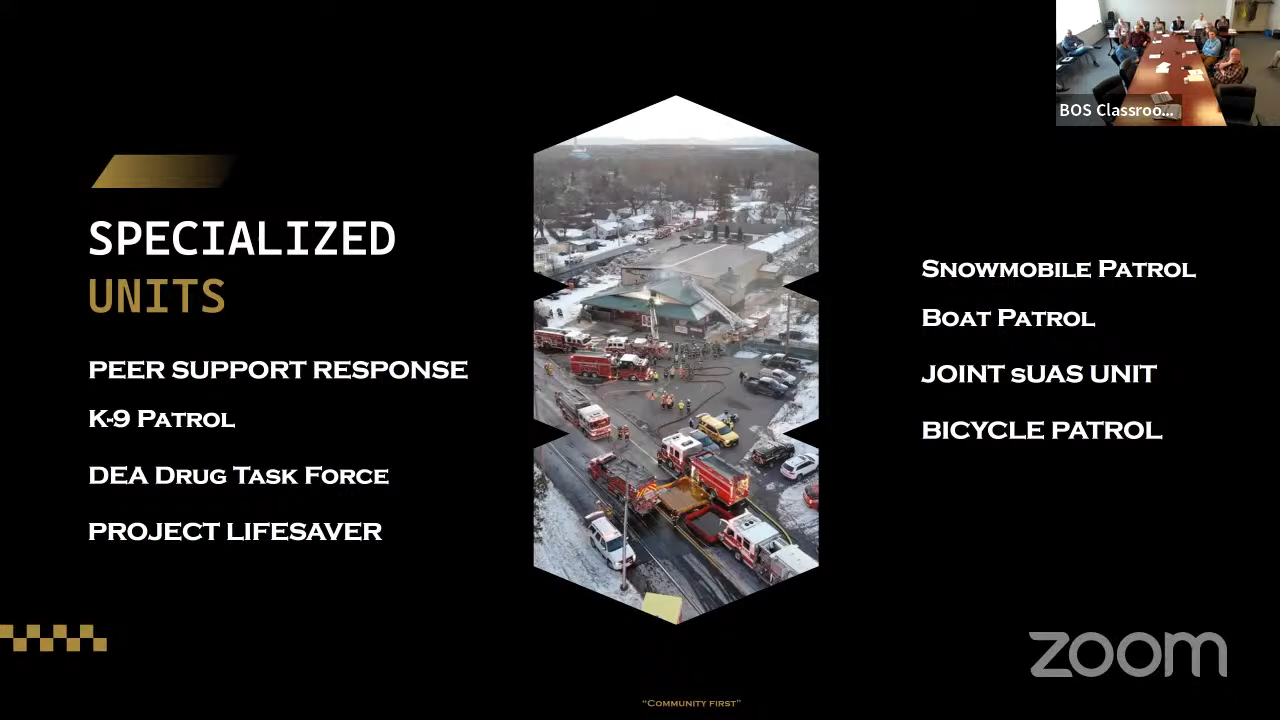 BOS Classroo...
SPECIALIZED
UNITS
PEER SUPPORT RESPONSE
K-9 Patrol
DEA Drug Task Force
PROJECT LIFESAVER
Snowmobile Patrol
Boat Patrol
JOINT sUAS UNIT
BICYCLE PATROL
zoom
“Community first”